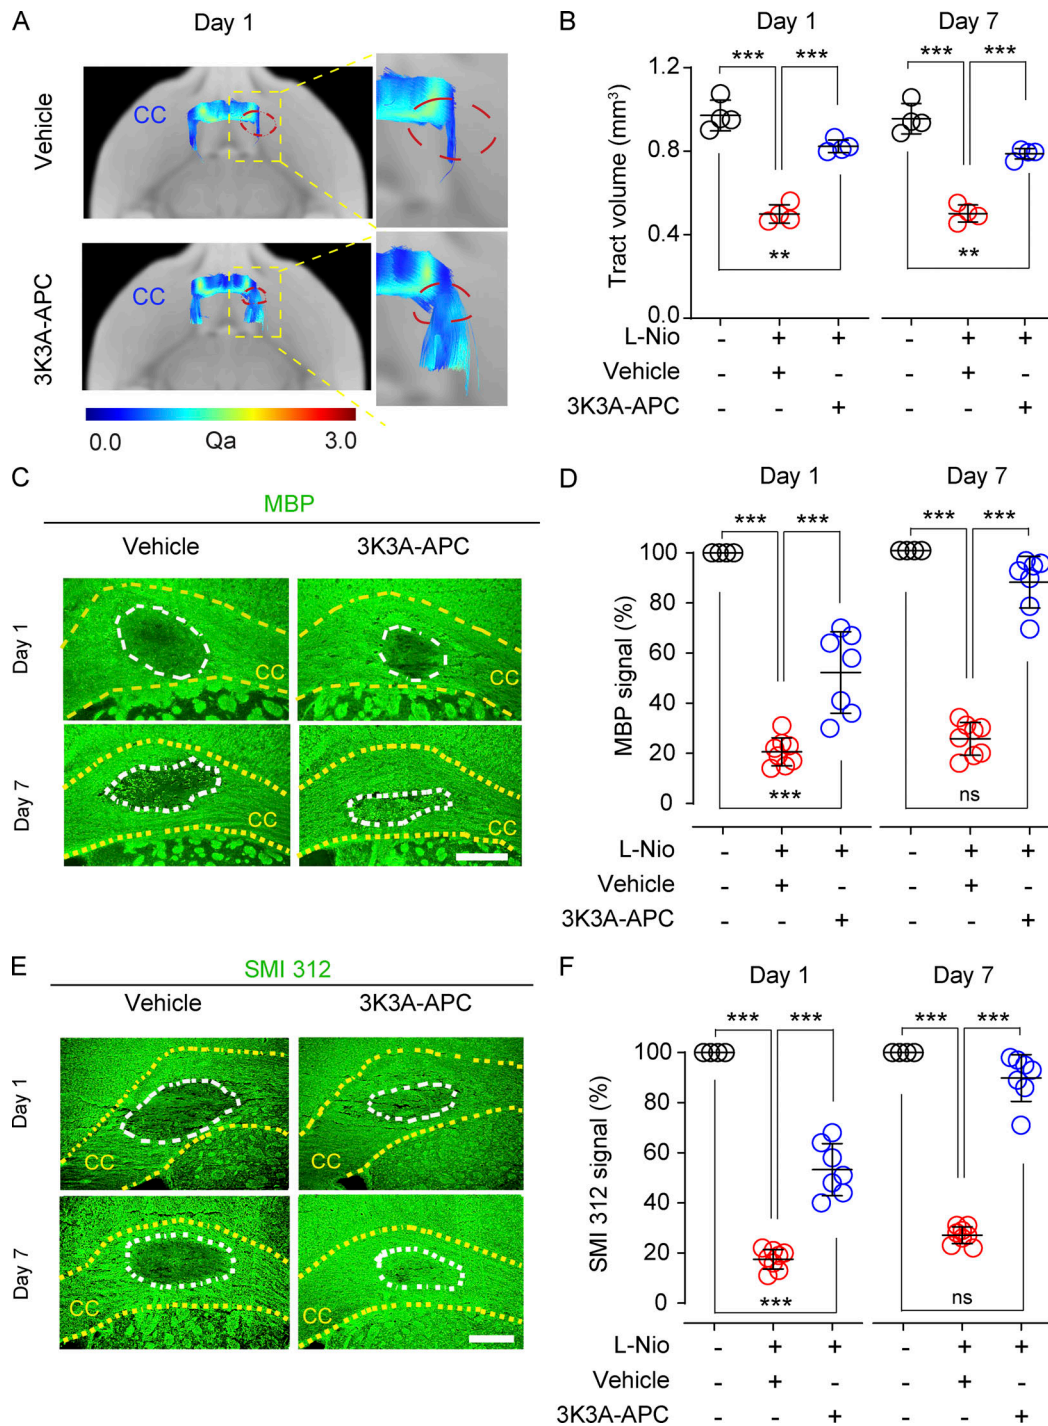 A
Day 1
Vehicle
CC
3K3A-APC
CC
0.0 Qa 3.0
B
Day 1 Day 7
*** *** *** ***
Tract volume (mm³)
1.2
0.8
0.4
0.0
** **
L-Nio - + + - + +
Vehicle - + - - + -
3K3A-APC - - + - - +
C
MBP
Vehicle 3K3A-APC
Day 1
CC CC
Day 7
CC CC
D
Day 1 Day 7
*** *** *** ***
MBP signal (%)
100
80
60
40
20
0
*** ns
L-Nio - + + - + +
Vehicle - + - - + -
3K3A-APC - - + - - +
E
SMI 312
Vehicle 3K3A-APC
Day 1
CC CC
Day 7
CC CC
F
Day 1 Day 7
*** *** *** ***
SMI 312 signal (%)
100
80
60
40
20
0
*** ns
L-Nio - + + - + +
Vehicle - + - - + -
3K3A-APC - - + - - +